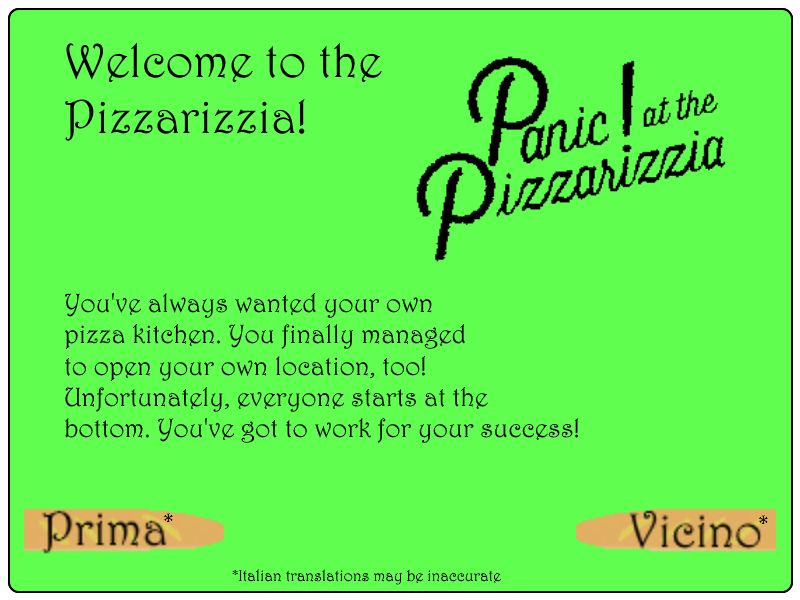 Welcome to the
Pizzarizzia!
Panic! at the
Pizzarizzia
You've always wanted your own
pizza kitchen. You finally managed
to open your own location, too!
Unfortunately, everyone starts at the
bottom. You've got to work for your success!
Prima*
Vicino*
*Italian translations may be inaccurate